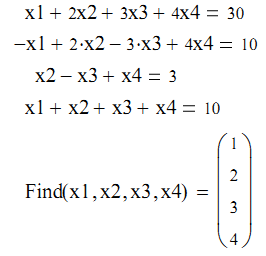 x1 + 2x2 + 3x3 + 4x4 = 30
−x1 + 2·x2 − 3·x3 + 4x4 = 10
x2 − x3 + x4 = 3
x1 + x2 + x3 + x4 = 10
1
2
Find(x1,x2,x3,x4) =
3
4